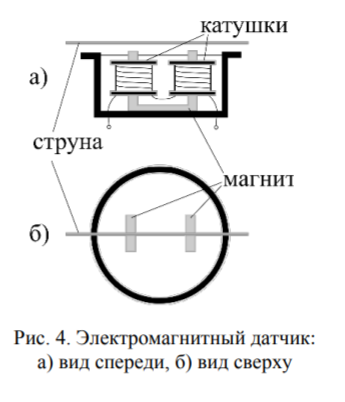 катушки
а)
струна
магнит
б)
Рис. 4. Электромагнитный датчик:
а) вид спереди, б) вид сверху